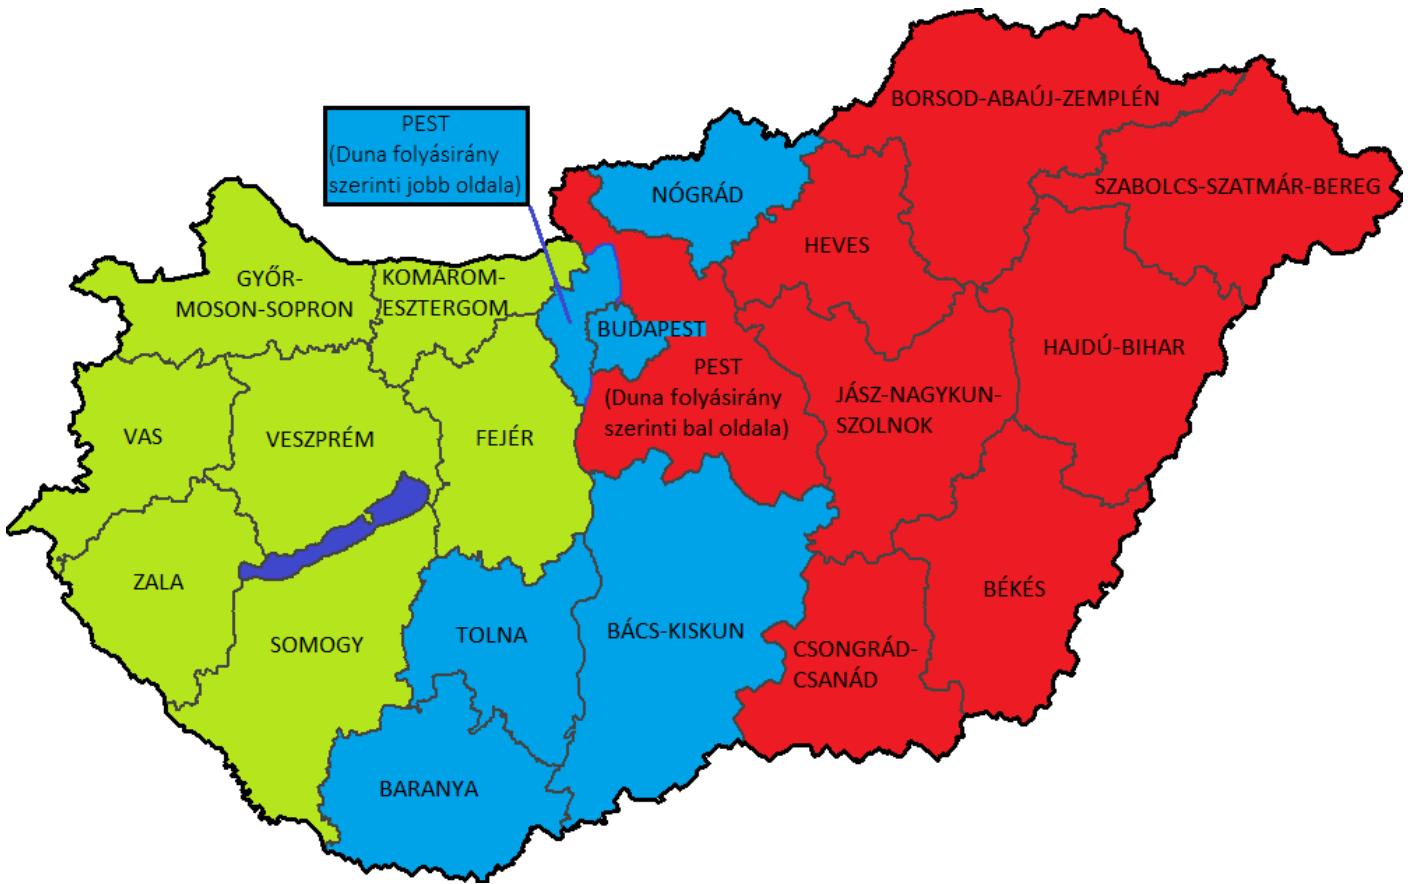 BORSOD-ABAÚJ-ZEMPLÉN
PEST
(Duna folyásirány
szerinti jobb oldala)
NÓGRÁD
SZABOLCS-SZATMÁR-BEREG
HEVES
GYŐR-
MOSON-SOPRON
KOMÁROM-
ESZTERGOM
BUDAPEST
HAJDÚ-BIHAR
PEST
(Duna folyásirány
szerinti bal oldala)
JÁSZ-NAGYKUN-
SZOLNOK
VAS
VESZPRÉM
FEJÉR
ZALA
BÉKÉS
SOMOGY
TOLNA
BÁCS-KISKUN
CSONGRÁD-
CSANÁD
BARANYA